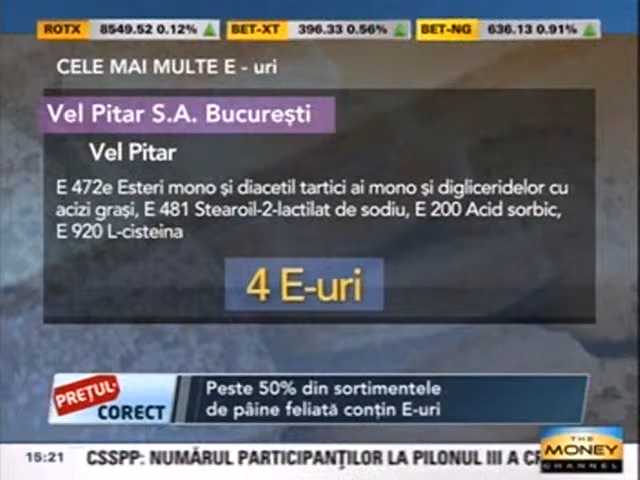 ROTX 8549.52 0.12% BET-XT 396.33 0.56% BET-NG 636.13 0.91%
CELE MAI MULTE E - uri
Vel Pitar S.A. București
Vel Pitar
E 472e Esteri mono și diacetil tartici ai mono și digliceridelor cu
acizi grași, E 481 Stearoil-2-lactilat de sodiu, E 200 Acid sorbic,
E 920 L-cisteina
4 E-uri
PREȚUL CORECT
Peste 50% din sortimentele
de pâine feliată conțin E-uri
15:21 CSSPP: NUMĂRUL PARTICIPANȚILOR LA PILONUL III A
THE
MONEY
CHANNEL